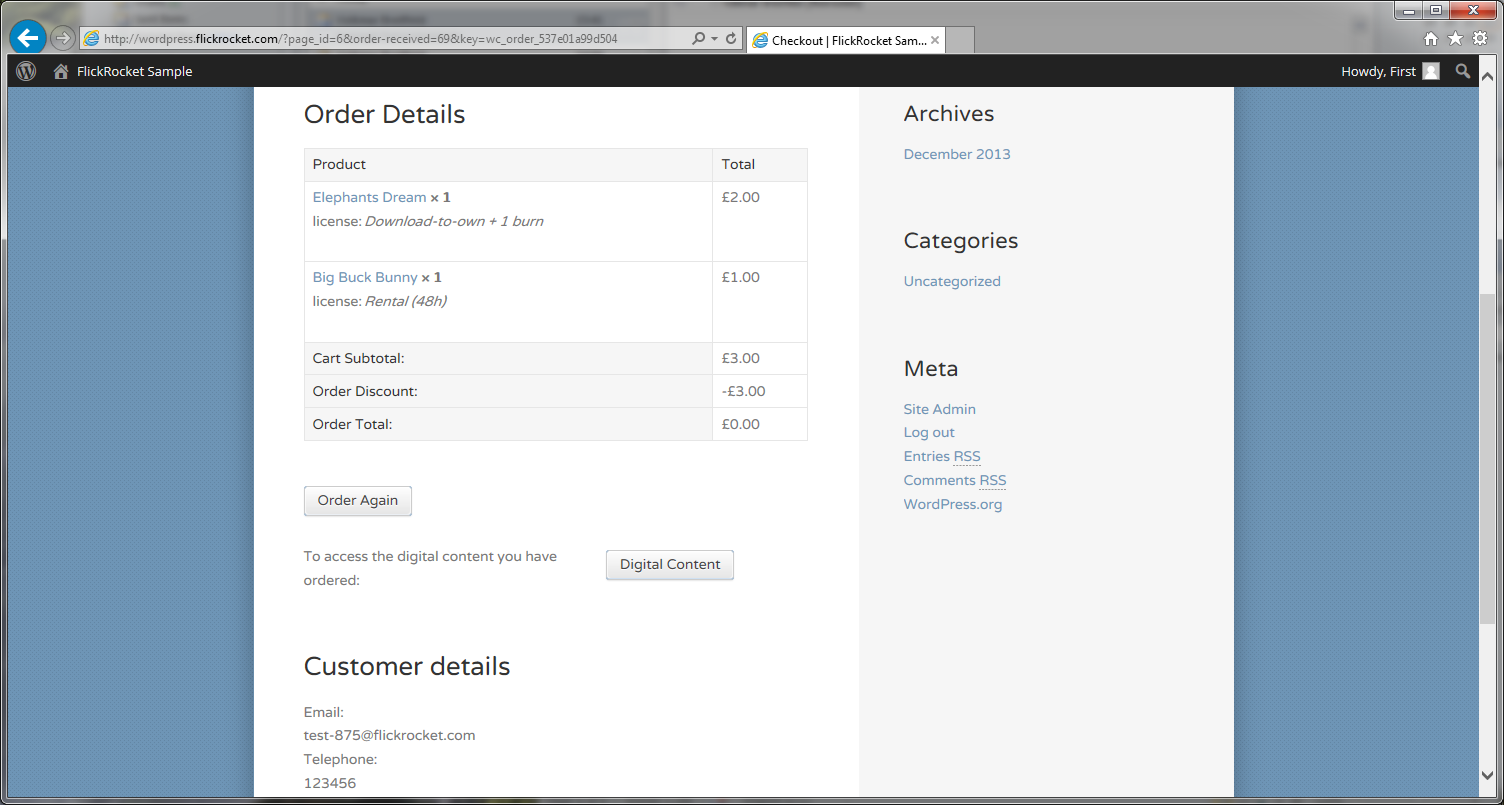 http://wordpress.flickrocket.com/?page_id=6&order-received=69&key=wc_order_537e01a99d504
Checkout | FlickRocket Sam...
FlickRocket Sample
Howdy, First
Order Details
Product Total
Elephants Dream × 1 £2.00
license: Download-to-own + 1 burn
Big Buck Bunny × 1 £1.00
license: Rental (48h)
Cart Subtotal: £3.00
Order Discount: -£3.00
Order Total: £0.00
Order Again
To access the digital content you have
ordered:
Digital Content
Customer details
Email:
test-875@flickrocket.com
Telephone:
123456
Archives
December 2013
Categories
Uncategorized
Meta
Site Admin
Log out
Entries RSS
Comments RSS
WordPress.org